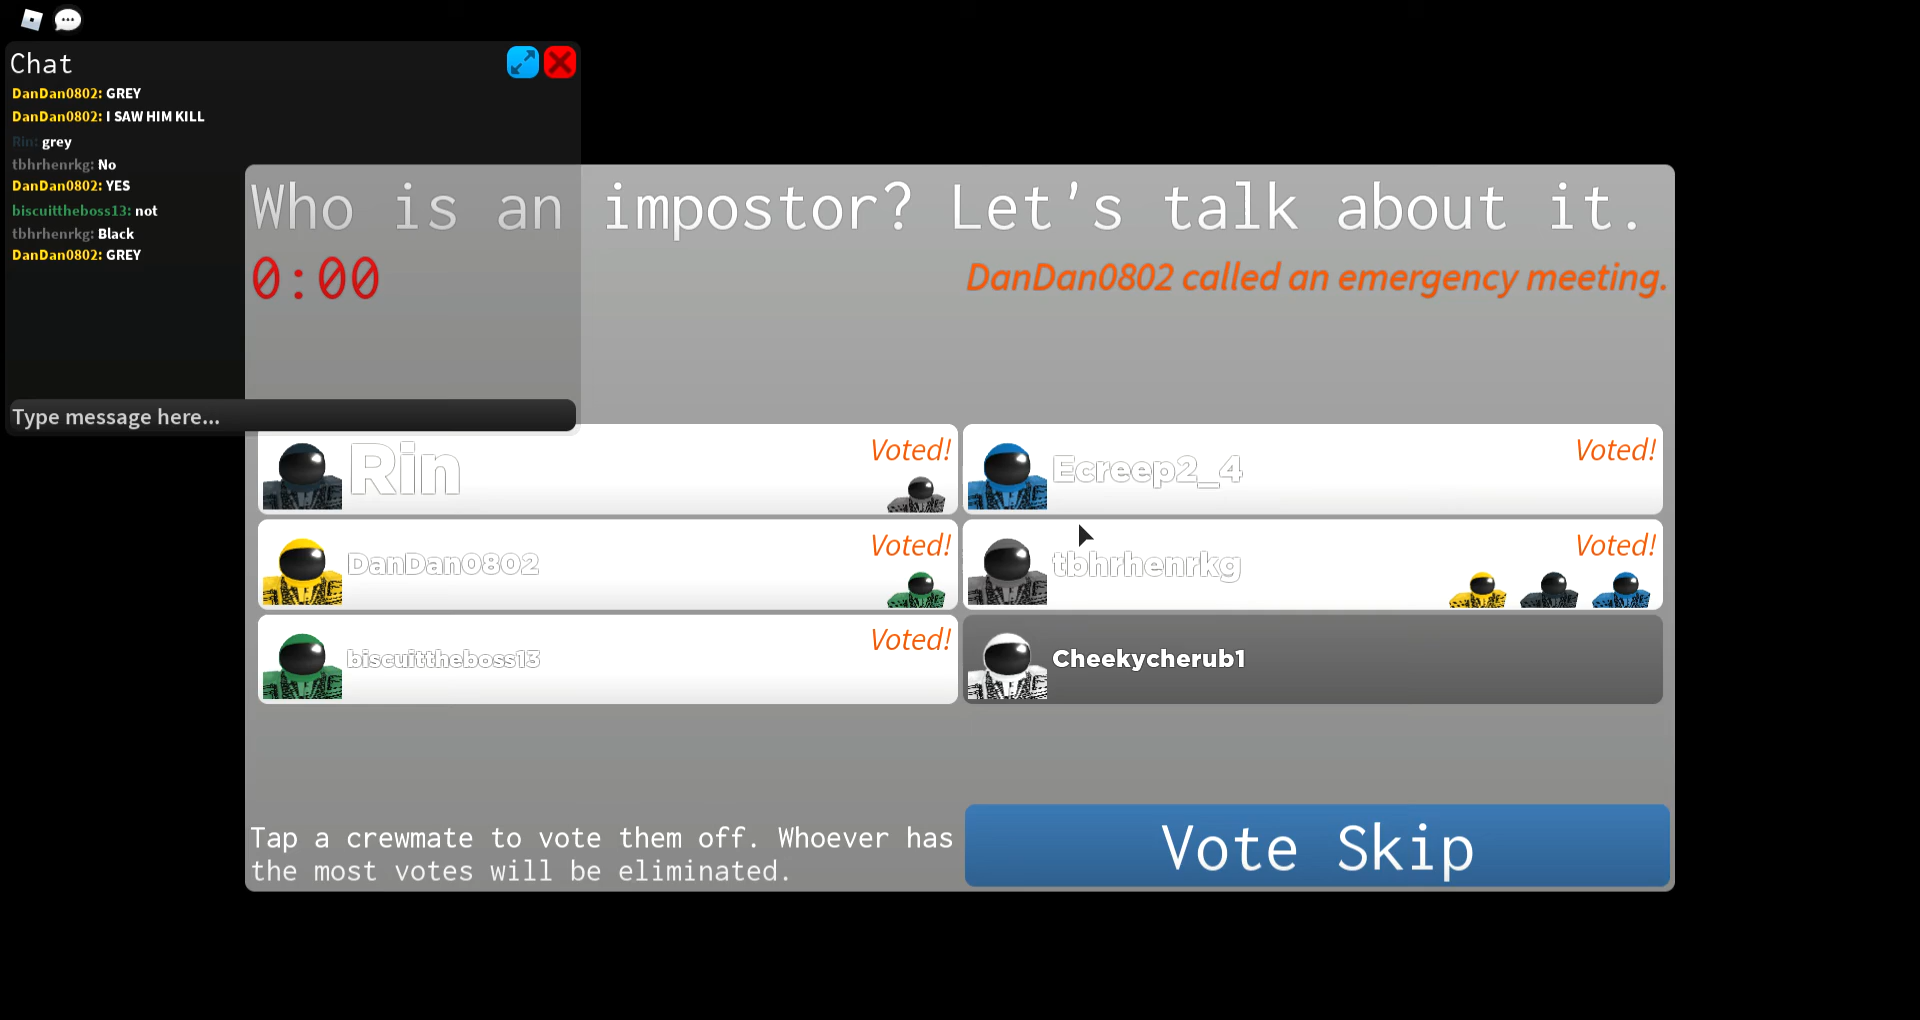 Chat
DanDan0802: GREY
DanDan0802: I SAW HIM KILL
Rin: grey
tbhrhenrkg: No
DanDan0802: YES
biscuittheboss13: not
tbhrhenrkg: Black
DanDan0802: GREY
Type message here...
Who is an impostor? Let's talk about it.
0:00
DanDan0802 called an emergency meeting.
Rin
Voted!
Ecreep2_4
Voted!
DanDan0802
Voted!
tbhrhenrkg
Voted!
biscuittheboss13
Voted!
Cheekycherub1
Tap a crewmate to vote them off. Whoever has
the most votes will be eliminated.
Vote Skip